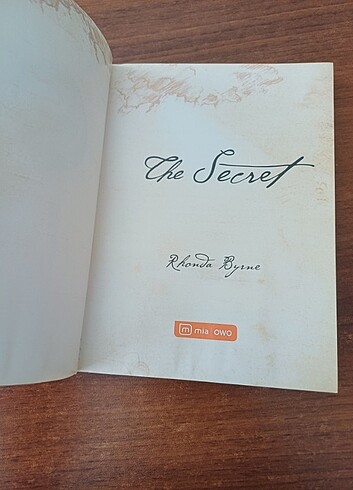 The Secret
Rhonda Byrne
m mia owo